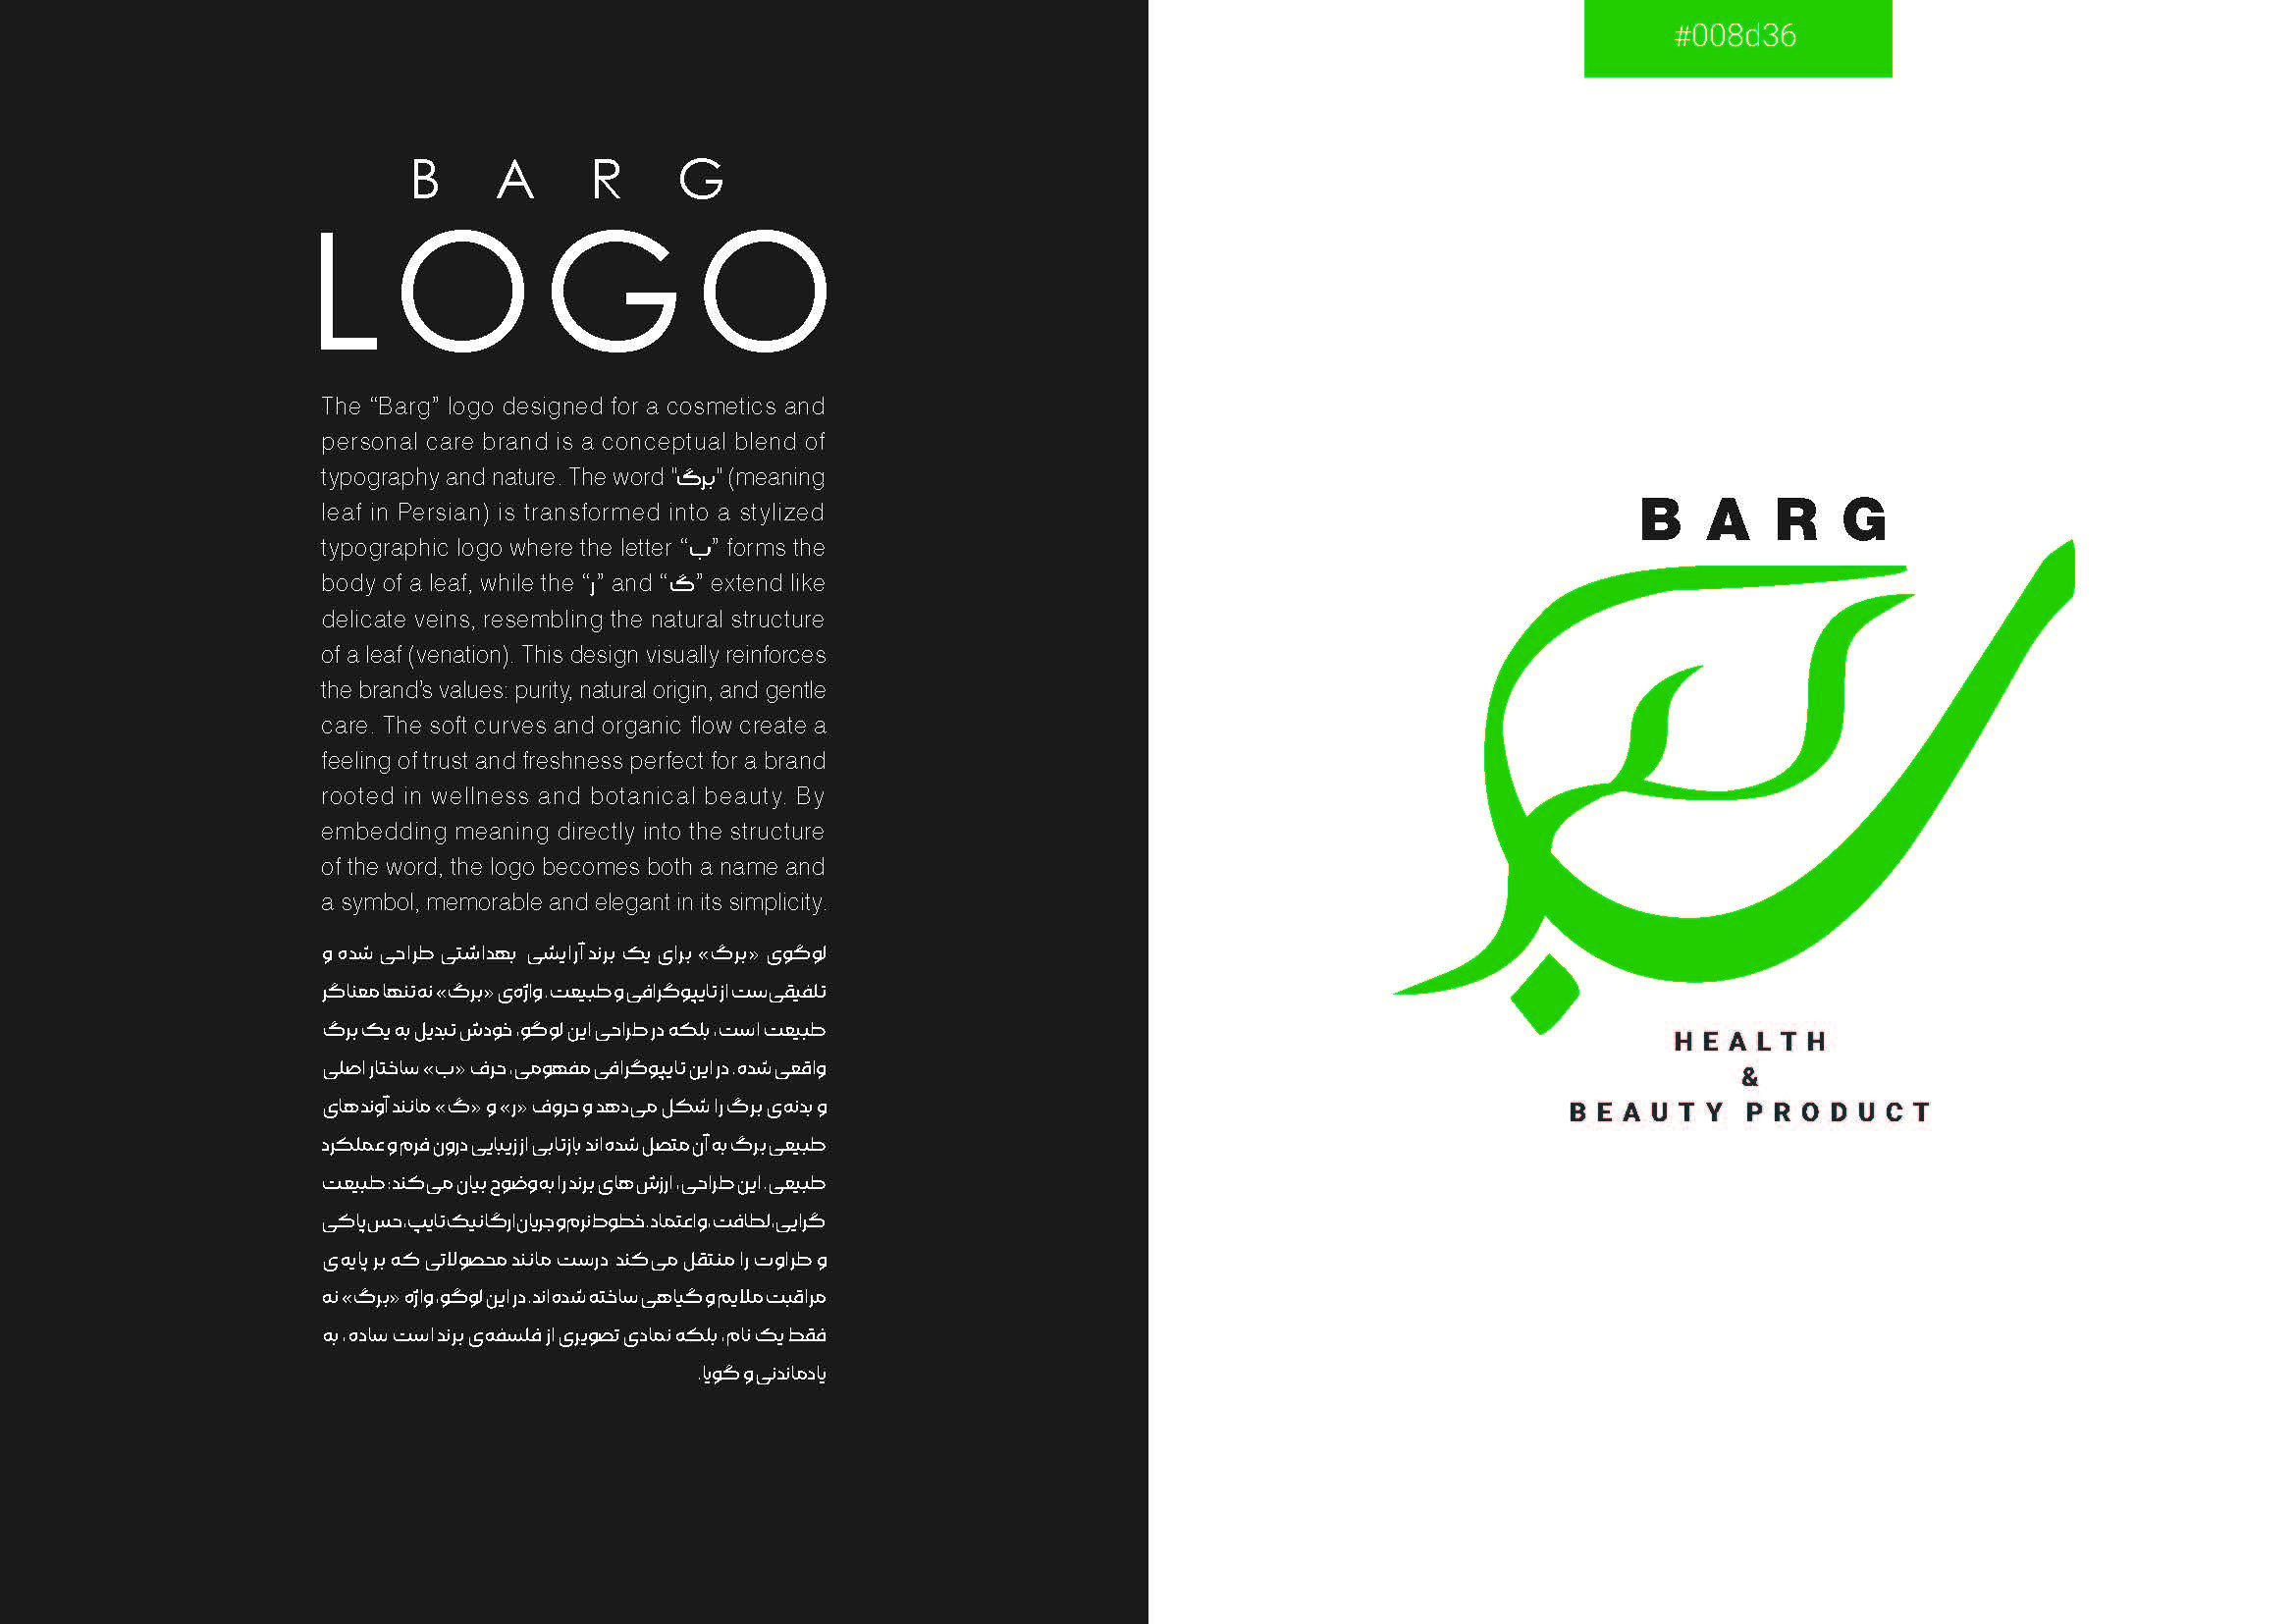 B A R G
LOGO
The “Barg” logo designed for a cosmetics and
personal care brand is a conceptual blend of
typography and nature. The word "برگ" (meaning
leaf in Persian) is transformed into a stylized
typographic logo where the letter “ب” forms the
body of a leaf, while the “ر” and “گ” extend like
delicate veins, resembling the natural structure
of a leaf (venation). This design visually reinforces
the brand’s values: purity, natural origin, and gentle
care. The soft curves and organic flow create a
feeling of trust and freshness perfect for a brand
rooted in wellness and botanical beauty. By
embedding meaning directly into the structure
of the word, the logo becomes both a name and
a symbol, memorable and elegant in its simplicity.
لوگوی «برگ» برای یک برند آرایشی بهداشتی طراحی شده و
تلفیقی‌ست از تایپوگرافی و طبیعت. واژه‌ی «برگ» نه‌تنها معناگر
طبیعت است، بلکه در طراحی این لوگو، خودش تبدیل به یک برگ
واقعی شده. در این تایپوگرافی مفهومی، حرف «ب» ساختار اصلی
و بدنه‌ی برگ را شکل می‌دهد و حروف «ر» و «گ» مانند آوندهای
طبیعی برگ به آن متصل شده‌اند بازتابی از زیبایی درون فرم و عملکرد
طبیعی. این طراحی، ارزش های برند را به‌وضوح بیان می‌کند: طبیعت
گرایی، لطافت، و اعتماد. خطوط نرم و جریان ارگانیک تایپ، حس پاکی
و طراوت را منتقل می‌کند درست مانند محصولاتی که بر پایه‌ی
مراقبت ملایم و گیاهی ساخته شده‌اند. در این لوگو، واژه «برگ» نه
فقط یک نام، بلکه نمادی تصویری از فلسفه‌ی برند است ساده، به
یادماندنی و گویا.
#008d36
BARG
برگ
HEALTH
&
BEAUTY PRODUCT